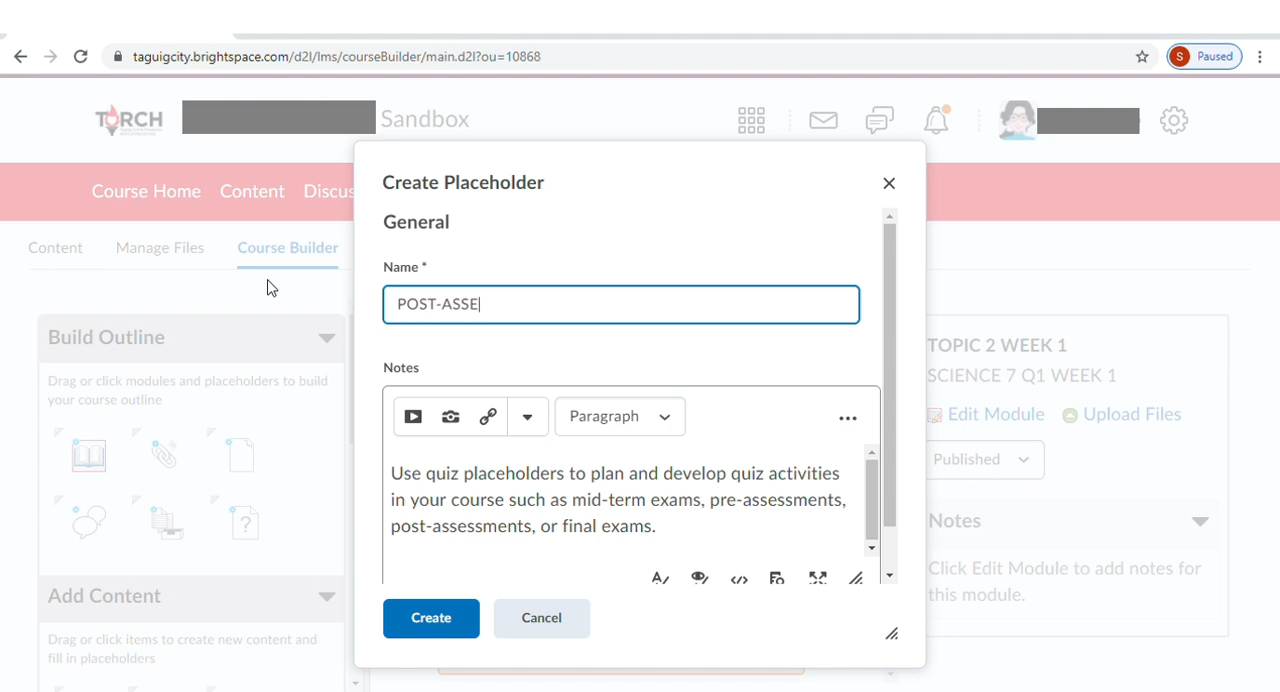 taguigcity.brightspace.com/d2l/lms/courseBuilder/main.d2l?ou=10868
S Paused
TORCH
Sandbox
Course Home Content Discus
Content Manage Files Course Builder
Build Outline
Drag or click modules and placeholders to build
your course outline
Add Content
Drag or click items to create new content and
fill in placeholders
Create Placeholder
General
Name *
POST-ASSE
Notes
Paragraph
Use quiz placeholders to plan and develop quiz activities
in your course such as mid-term exams, pre-assessments,
post-assessments, or final exams.
Create Cancel
TOPIC 2 WEEK 1
SCIENCE 7 Q1 WEEK 1
Edit Module Upload Files
Published
Notes
Click Edit Module to add notes for
this module.